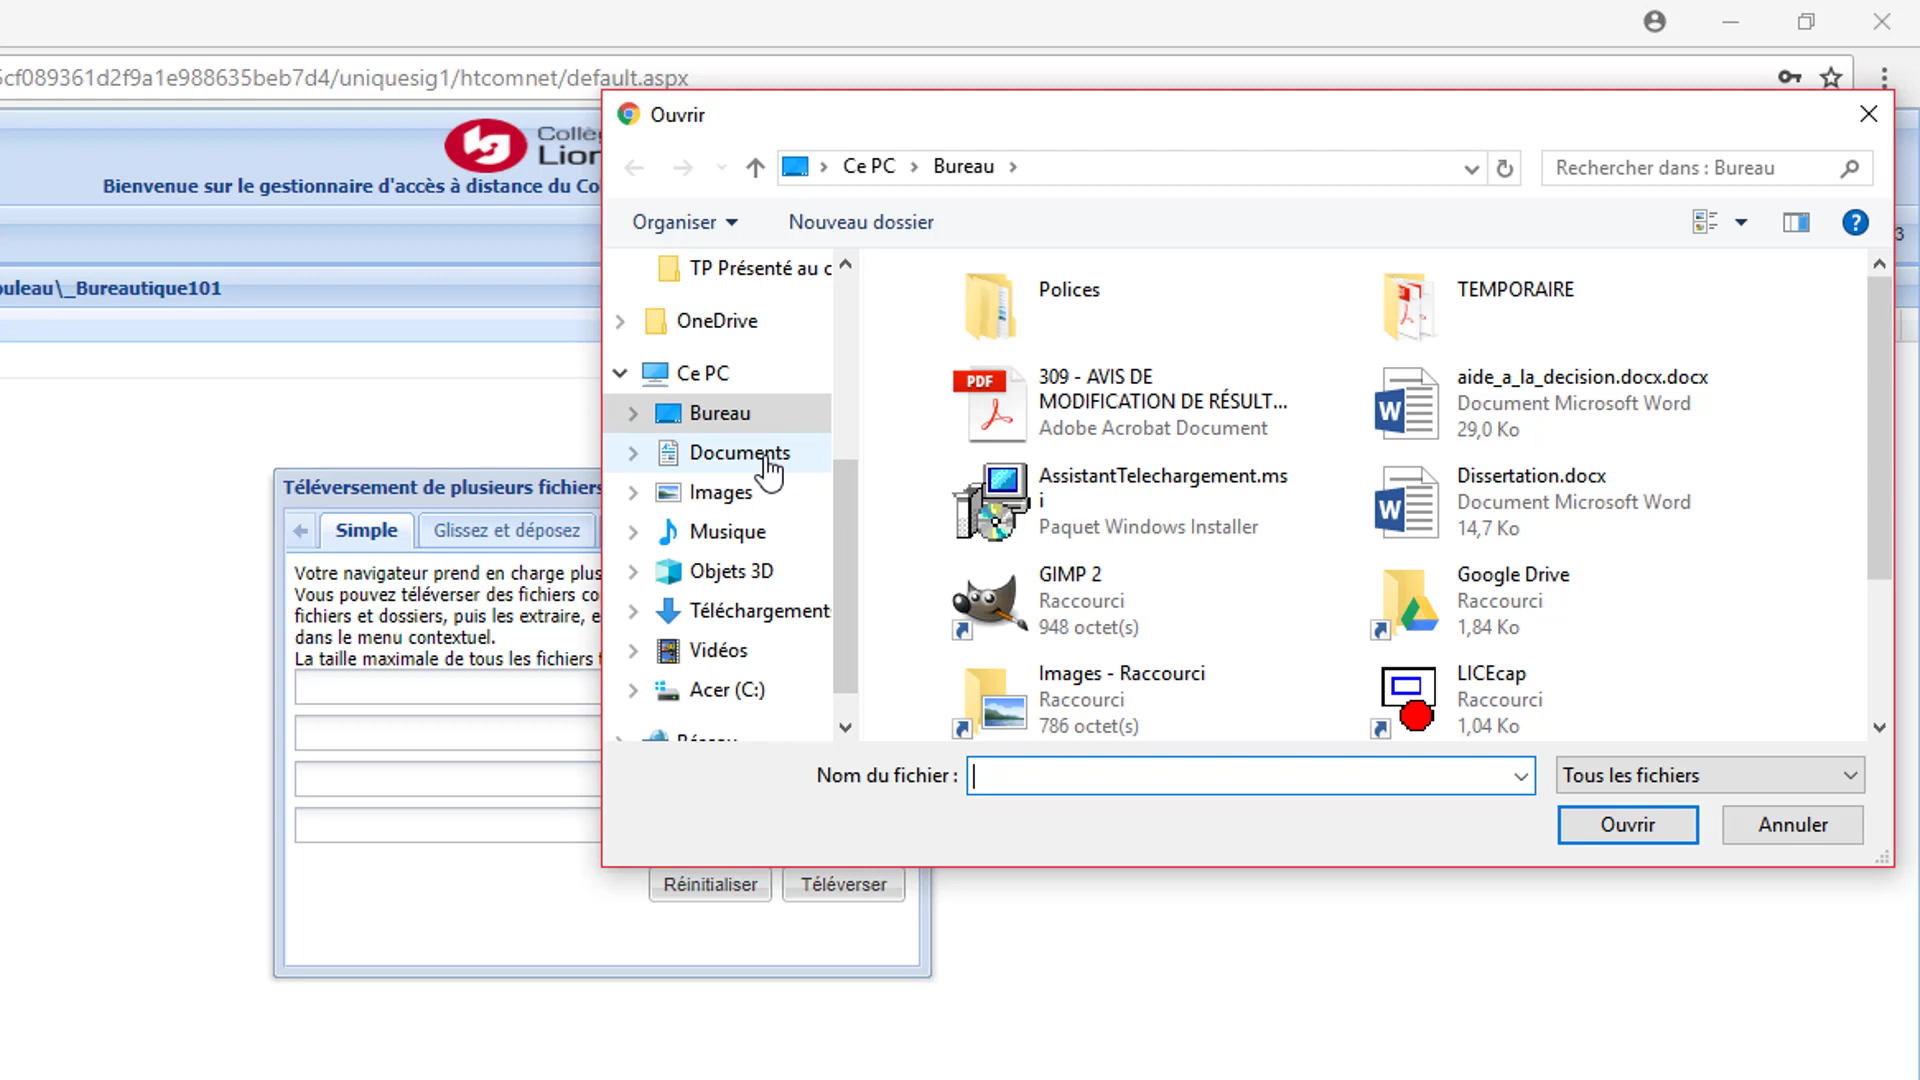 5cf089361d2f9a1e988635beb7d4/uniquesig1/htcomnet/default.aspx
Ouvrir
Ce PC
Bureau
Rechercher dans : Bureau
Bienvenue sur le gestionnaire d'accès à distance du Co
Organiser
Nouveau dossier
3
ouleau\_Bureautique101
TP Présenté au c
OneDrive
Ce PC
Bureau
Documents
Images
Musique
Objets 3D
Téléchargement
Vidéos
Acer (C:)
Polices
TEMPORAIRE
PDF
309 - AVIS DE
MODIFICATION DE RÉSULT...
Adobe Acrobat Document
aide_a_la_decision.docx.docx
Document Microsoft Word
29,0 Ko
AssistantTelechargement.ms
i
Paquet Windows Installer
Dissertation.docx
Document Microsoft Word
14,7 Ko
GIMP 2
Raccourci
948 octet(s)
Google Drive
Raccourci
1,84 Ko
Images - Raccourci
Raccourci
786 octet(s)
LICEcap
Raccourci
1,04 Ko
Nom du fichier :
Tous les fichiers
Ouvrir
Annuler
Téléversement de plusieurs fichiers
Simple
Glissez et déposez
Votre navigateur prend en charge plus
Vous pouvez téléverser des fichiers co
fichiers et dossiers, puis les extraire, e
dans le menu contextuel.
La taille maximale de tous les fichiers
Réinitialiser
Téléverser